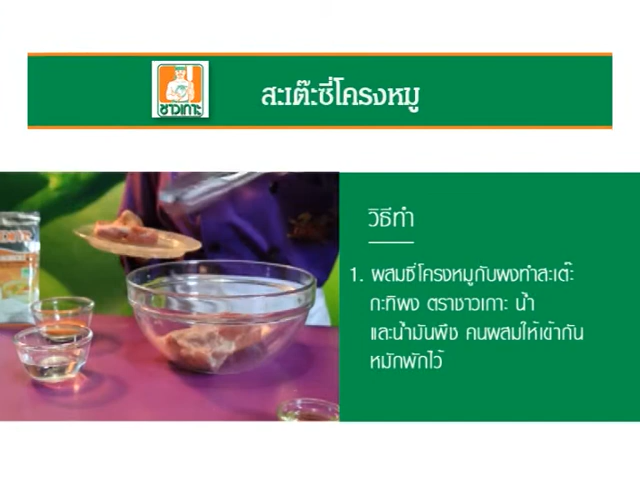 ชาวเกาะ
สะเต๊ะซี่โครงหมู
วิธีทำ
1. ผสมซี่โครงหมูกับผงทำสะเต๊ะ
กะทิผง ตราชาวเกาะ น้ำ
และน้ำมันพืช คนผสมให้เข้ากัน
หมักพักไว้